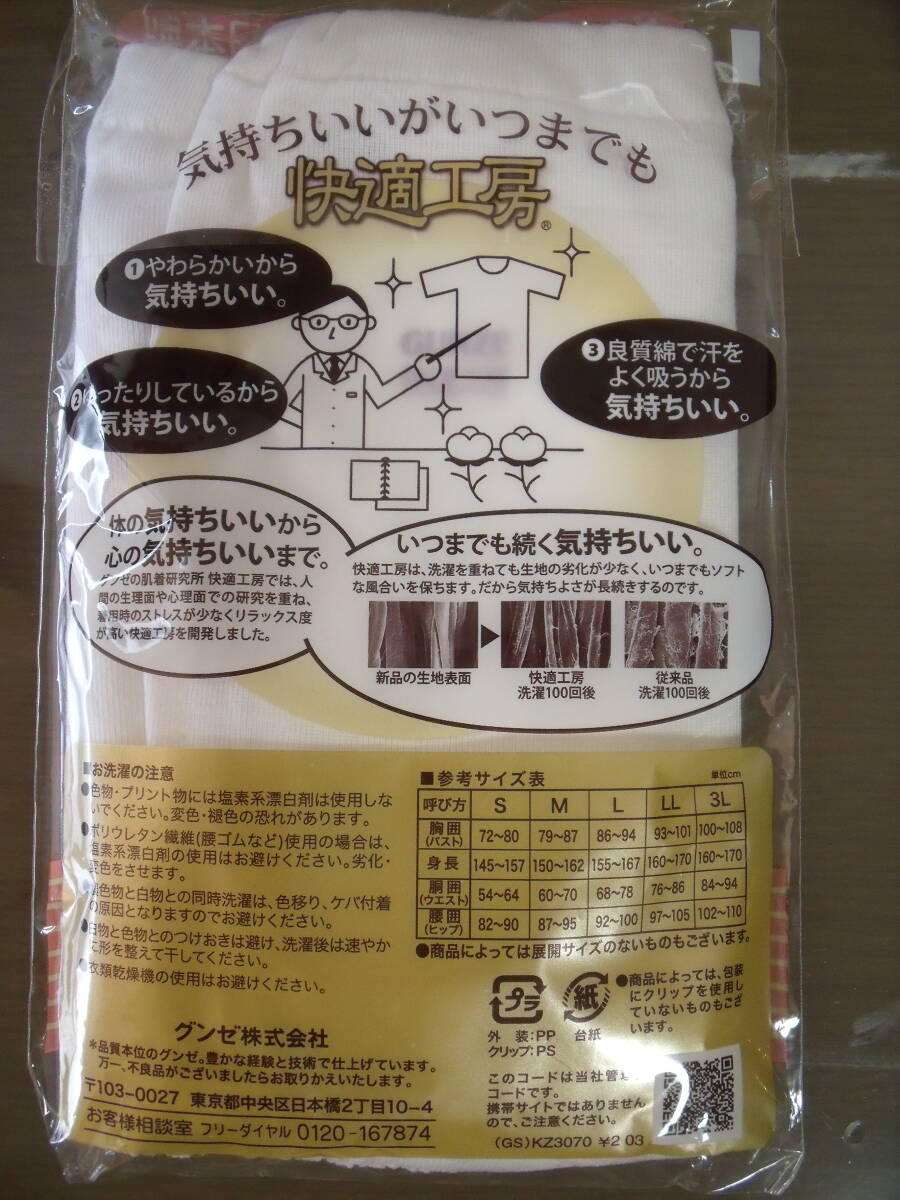 気持ちいいがいつまでも
快適工房®
❶やわらかいから
気持ちいい。
❷ ったりしているから
気持ちいい。
❸良質綿で汗を
よく吸うから
気持ちいい。
体の気持ちいいから
心の気持ちいいまで。
グンゼの肌着研究所 快適工房では、人
間の生理面や心理面での研究を重ね、
着用時のストレスが少なくリラックス度
が高い快適工房を開発しました。
いつまでも続く気持ちいい。
快適工房は、洗濯を重ねても生地の劣化が少なく、いつまでもソフト
な風合いを保ちます。だから気持ちよさが長続きするのです。
新品の生地表面
快適工房
洗濯100回後
従来品
洗濯100回後
■お洗濯の注意
●色物・プリント物には塩素系漂白剤は使用しな
いでください。変色・褪色の恐れがあります。
●ポリウレタン繊維(腰ゴムなど)使用の場合は、
塩素系漂白剤の使用はお避けください。劣化・
変色をさせます。
色物と白物との同時洗濯は、色移り、ケバ付着
の原因となりますのでお避けください。
●白物と色物とのつけおきは避け、洗濯後は速やか
に形を整えて干してください。
●衣類乾燥機の使用はお避けください。
■参考サイズ表 単位cm
呼び方 S M L LL 3L
胸囲(バスト) 72~80 79~87 86~94 93~101 100~108
身長 145~157 150~162 155~167 160~170 160~170
胴囲(ウエスト) 54~64 60~70 68~78 76~86 84~94
腰囲(ヒップ) 82~90 87~95 92~100 97~105 102~110
●商品によっては展開サイズのないものもございます。
プラ
外 装:PP
クリップ:PS
紙
台紙
●商品によっては、包装
にクリップを使用し
ていないものもござ
います。
グンゼ株式会社
*品質本位のグンゼ。豊かな経験と技術で仕上げています。
万一、不良品がございましたらお取りかえいたします。
〒103-0027 東京都中央区日本橋2丁目10-4
お客様相談室 フリーダイヤル 0120-167874
このコードは当社管理
コードです。
携帯サイトではありません
ので、ご注意ください。
(GS)KZ3070 ¥2 03